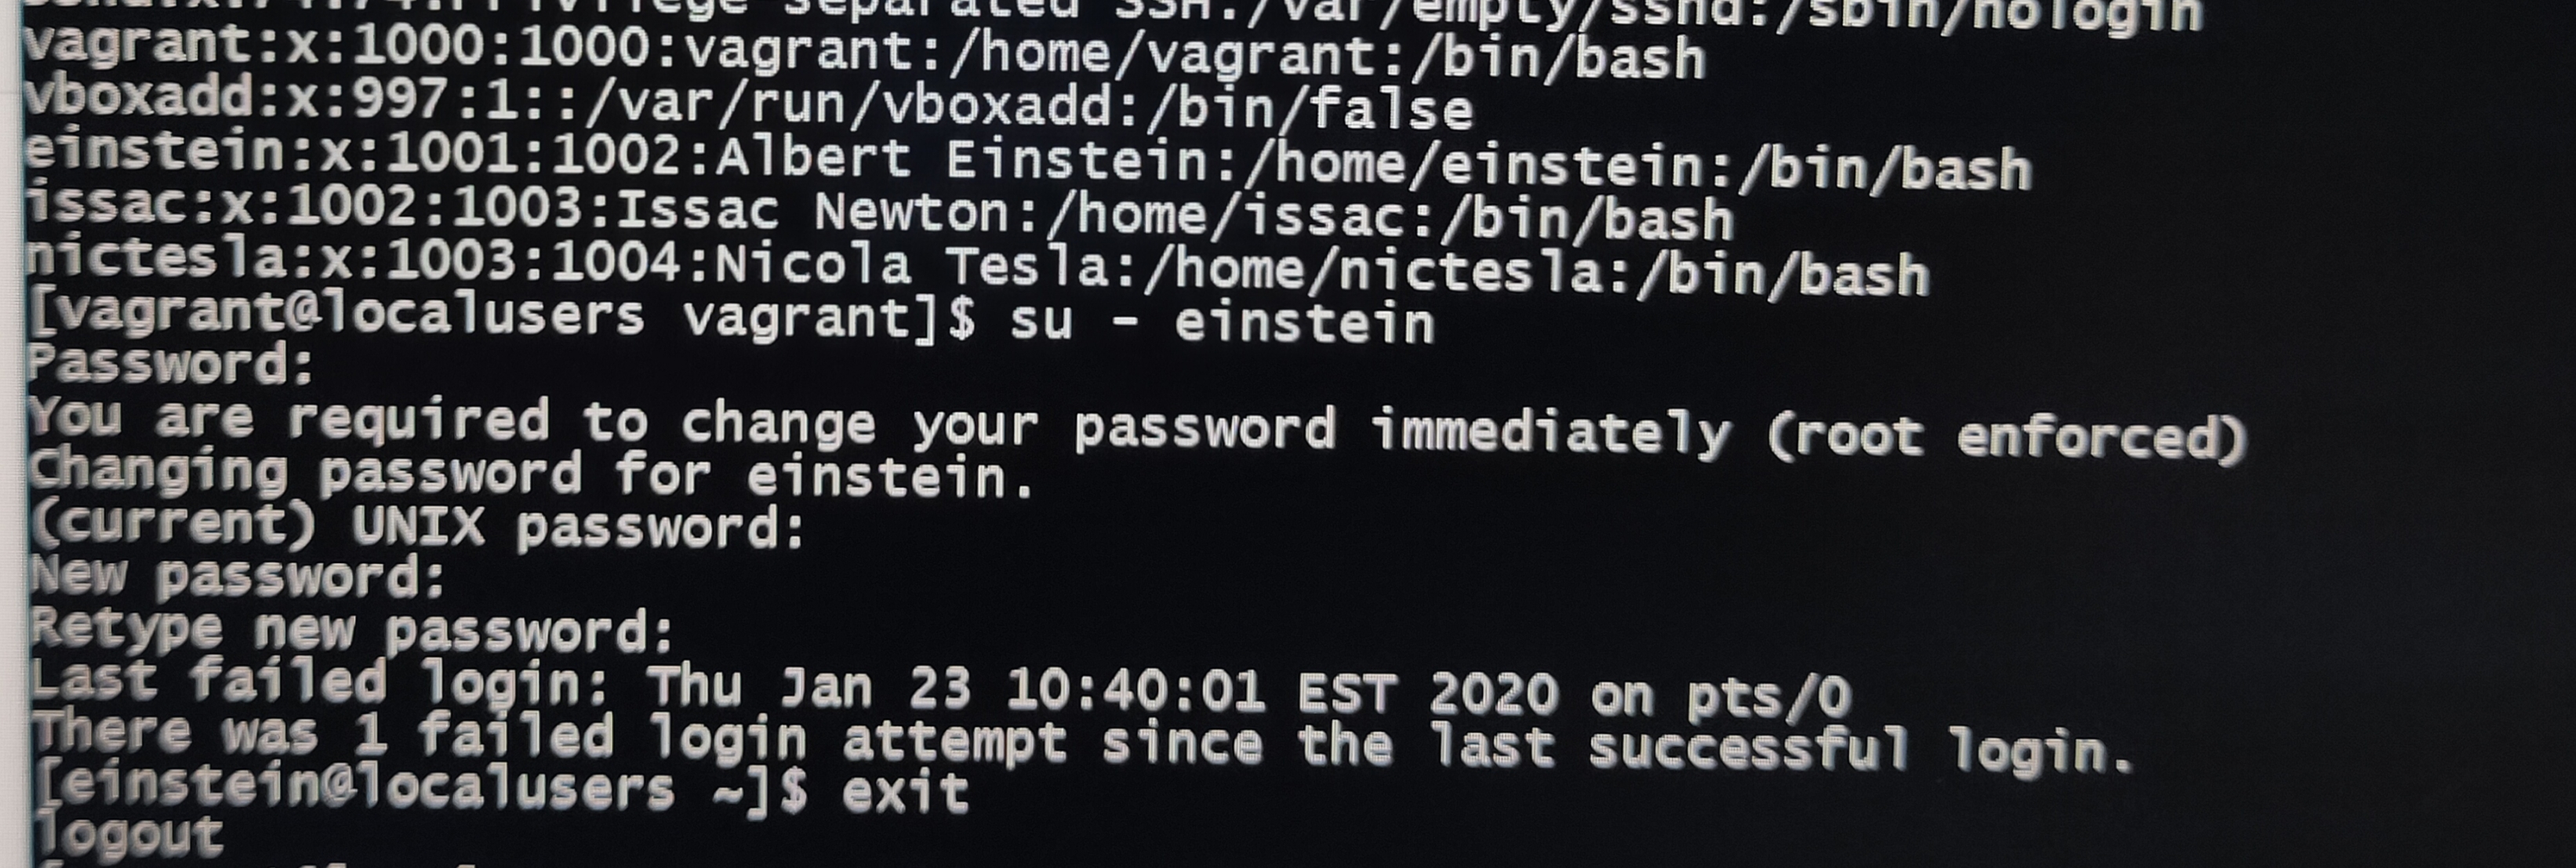 sshd:x:74:74:Privilege-separated SSH:/var/empty/sshd:/sbin/nologin
vagrant:x:1000:1000:vagrant:/home/vagrant:/bin/bash
vboxadd:x:997:1::/var/run/vboxadd:/bin/false
einstein:x:1001:1002:Albert Einstein:/home/einstein:/bin/bash
issac:x:1002:1003:Issac Newton:/home/issac:/bin/bash
nictesla:x:1003:1004:Nicola Tesla:/home/nictesla:/bin/bash
[vagrant@localusers vagrant]$ su - einstein
Password:
You are required to change your password immediately (root enforced)
Changing password for einstein.
(current) UNIX password:
New password:
Retype new password:
Last failed login: Thu Jan 23 10:40:01 EST 2020 on pts/0
There was 1 failed login attempt since the last successful login.
[einstein@localusers ~]$ exit
logout